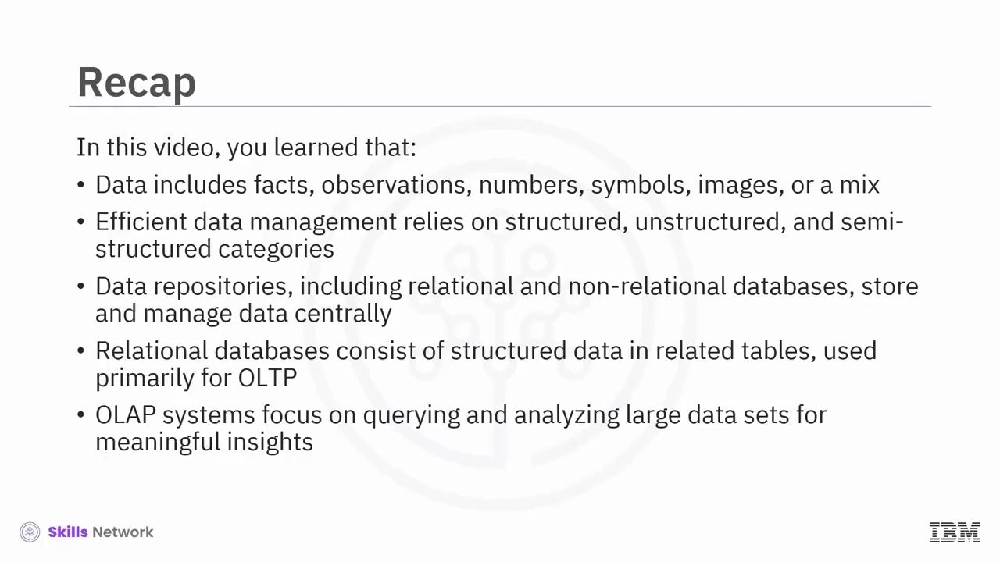 Recap
In this video, you learned that:
• Data includes facts, observations, numbers, symbols, images, or a mix
• Efficient data management relies on structured, unstructured, and semi-
structured categories
• Data repositories, including relational and non-relational databases, store
and manage data centrally
• Relational databases consist of structured data in related tables, used
primarily for OLTP
• OLAP systems focus on querying and analyzing large data sets for
meaningful insights
Skills Network
IBM